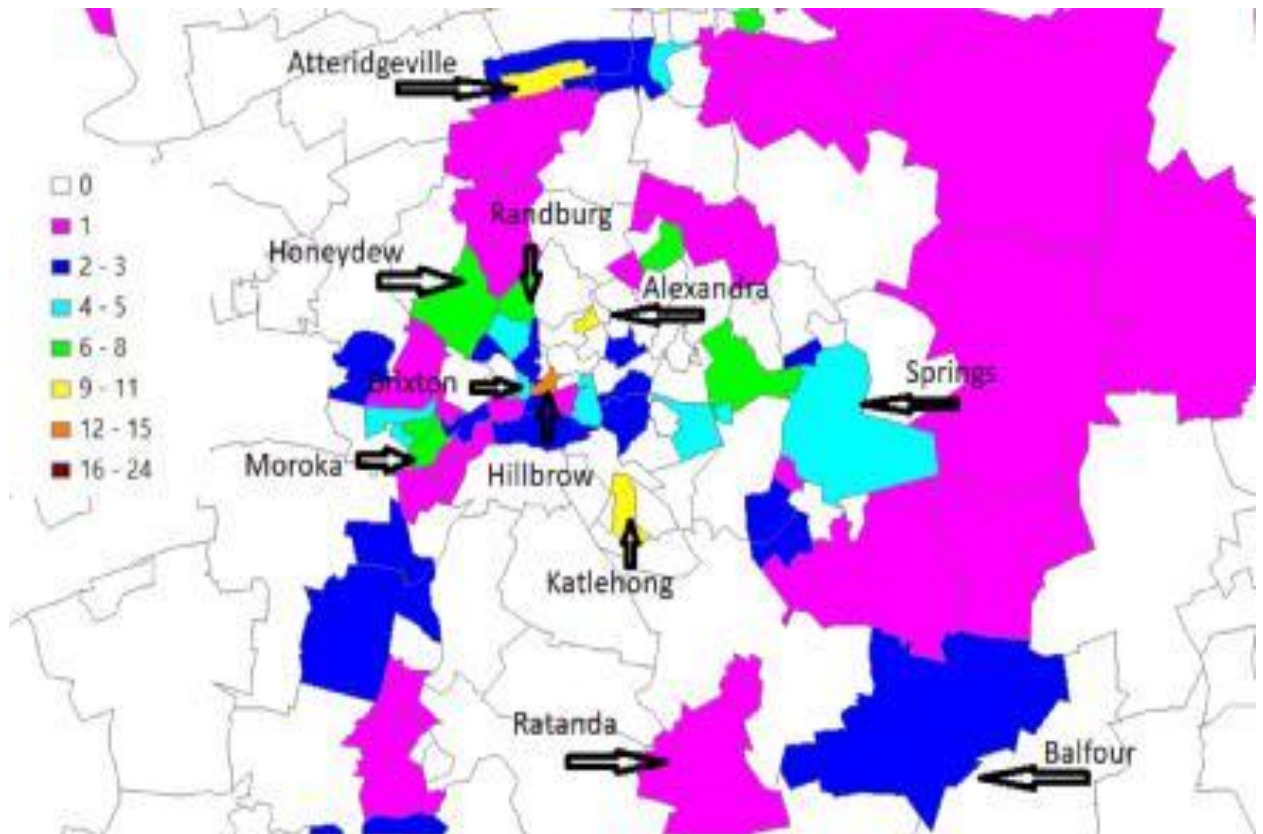 Atteridgeville
0
1
2 - 3
4 - 5
6 - 8
9 - 11
12 - 15
16 - 24
Randburg
Honeydew
Alexandra
Brixton
Springs
Moroka
Hillbrow
Katlehong
Ratanda
Balfour